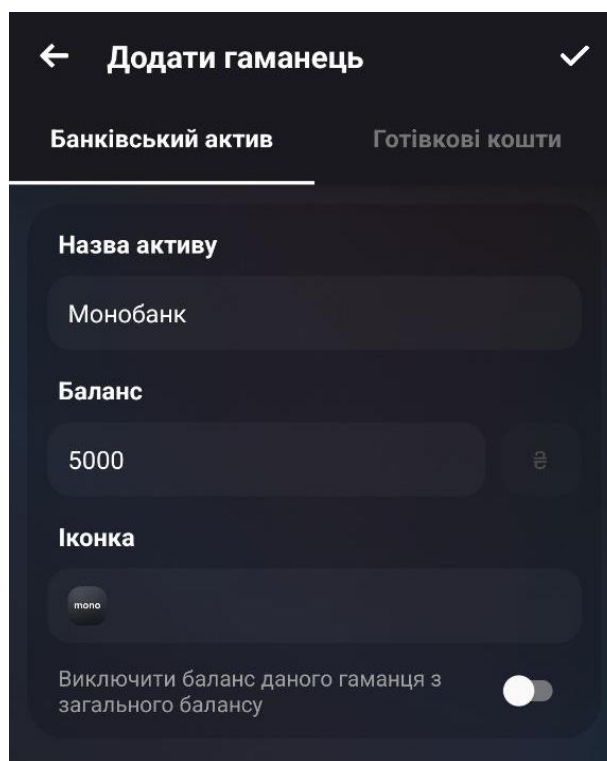 Додати гаманець
Банківський актив Готівкові кошти
Назва активу
Монобанк
Баланс
5000 ₴
Іконка
mono
Виключити баланс даного гаманця з
загального балансу